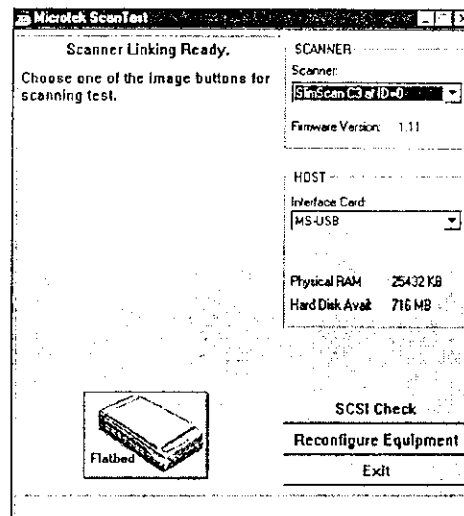 Microtek ScanTest
Scanner Linking Ready.
Choose one of the image buttons for
scanning test.
Flatbed
SCANNER
Scanner:
SlimScan C3 at ID=0
Firmware Version: 1.11
HOST
Interface Card:
MS-USB
Physical RAM 25432 KB
Hard Disk Avail: 716 MB
SCSI Check
Reconfigure Equipment
Exit